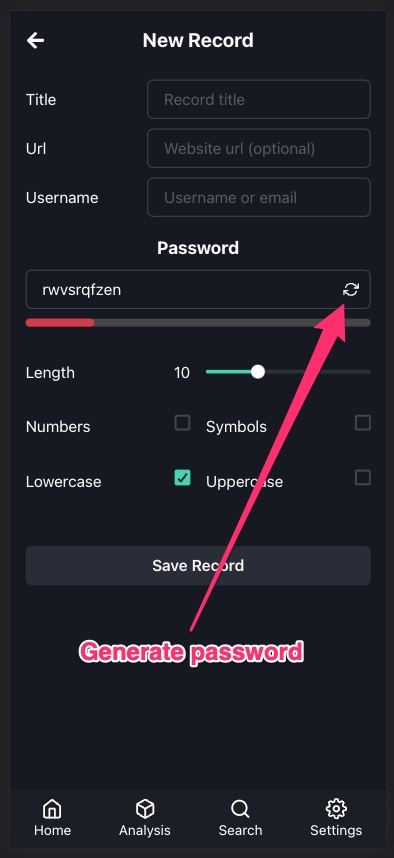 New Record
Title Record title
Url Website url (optional)
Username Username or email
Password
rwvsrqfzen
Length 10
Numbers Symbols
Lowercase Uppercase
Save Record
Generate password
Home Analysis Search Settings